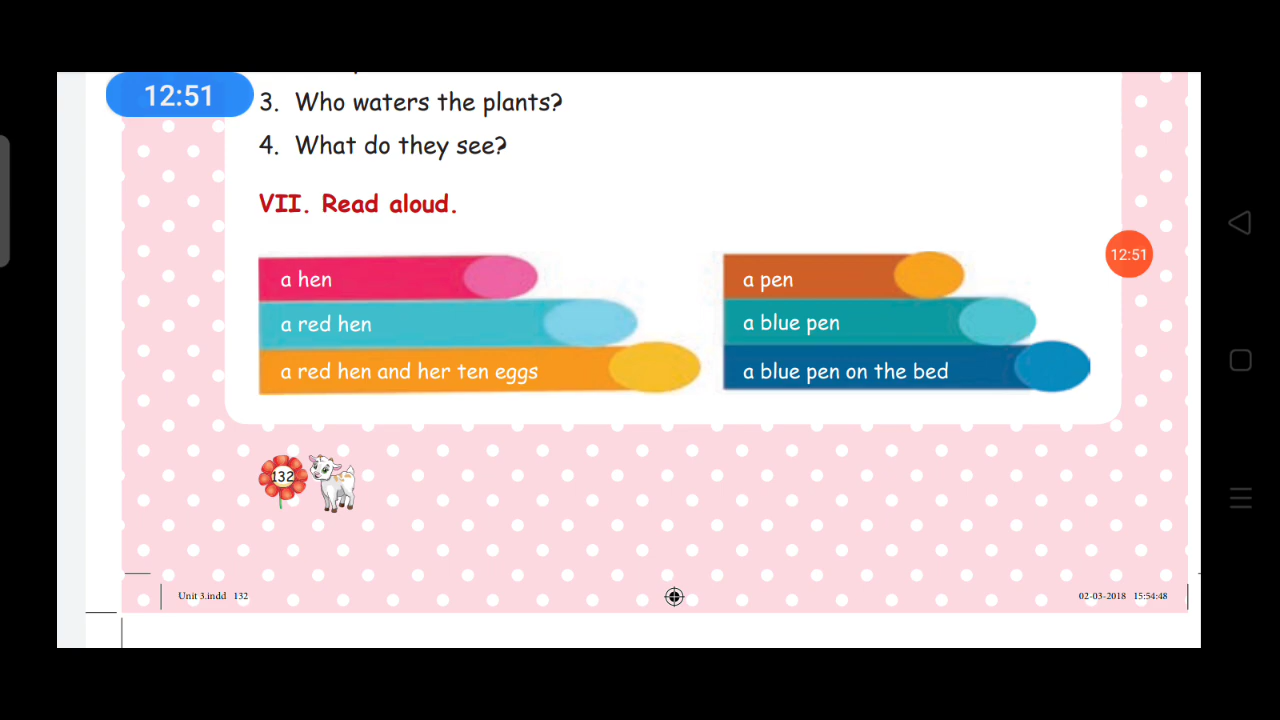 12:51
3. Who waters the plants?
4. What do they see?
VII. Read aloud.
12:51
a hen
a red hen
a red hen and her ten eggs
a pen
a blue pen
a blue pen on the bed
132
Unit 3.indd 132
02-03-2018 15:54:48